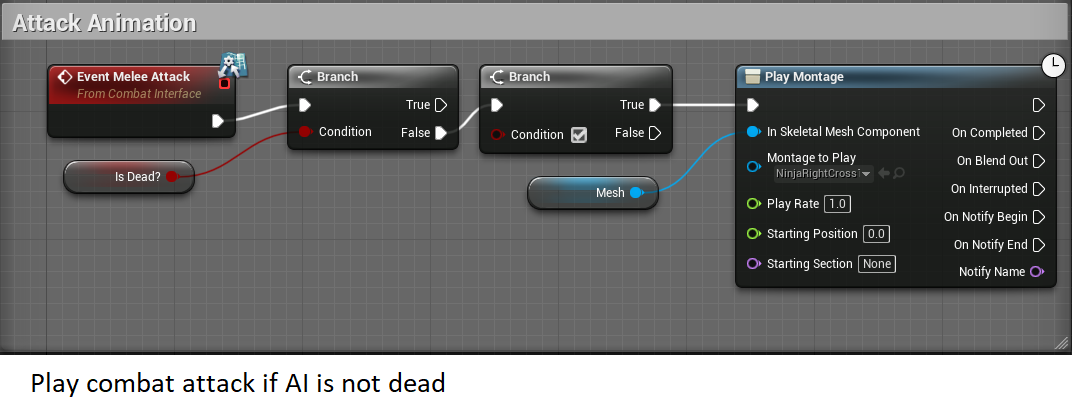 Attack Animation
Event Melee Attack
From Combat Interface
Is Dead?
Branch
True
Condition
False
Branch
True
Condition
False
Mesh
Play Montage
In Skeletal Mesh Component
On Completed
Montage to Play
NinjaRightCross
On Blend Out
On Interrupted
Play Rate 1.0
On Notify Begin
Starting Position 0.0
On Notify End
Starting Section None
Notify Name
Play combat attack if AI is not dead